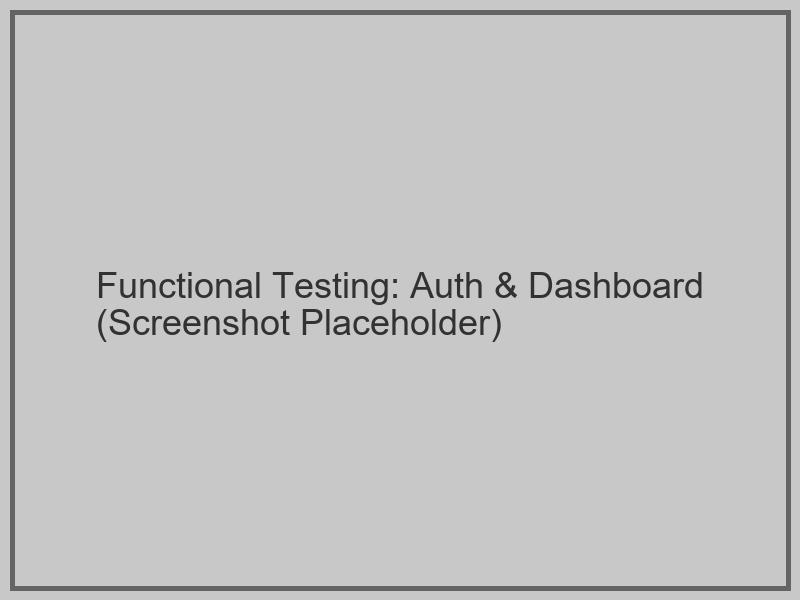 Functional Testing: Auth & Dashboard
(Screenshot Placeholder)